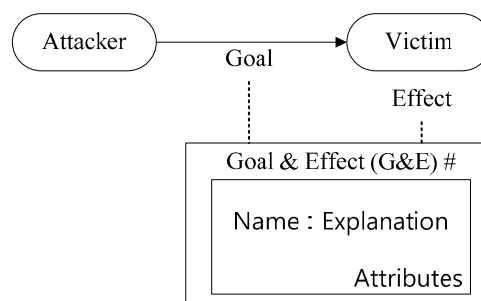 Attacker
Victim
Goal
Effect
Goal & Effect (G&E) #
Name : Explanation
Attributes